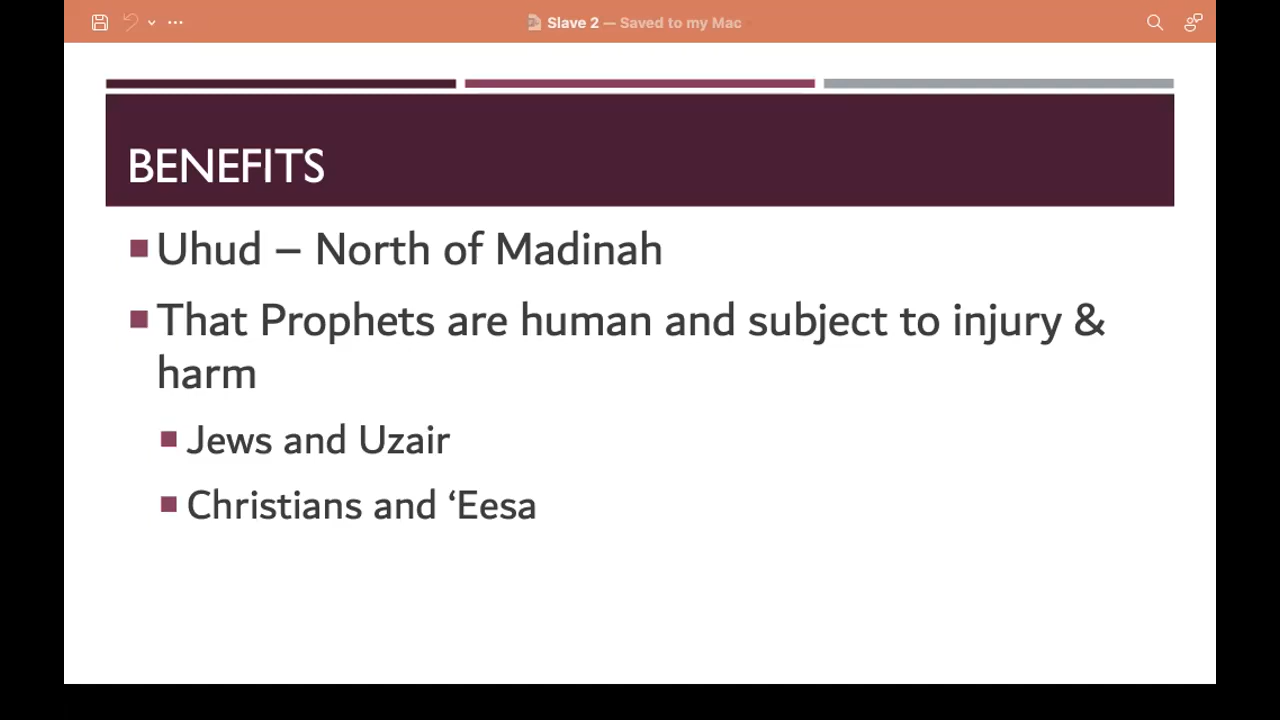 Slave 2 — Saved to my Mac
BENEFITS
Uhud – North of Madinah
That Prophets are human and subject to injury &
harm
Jews and Uzair
Christians and ‘Eesa